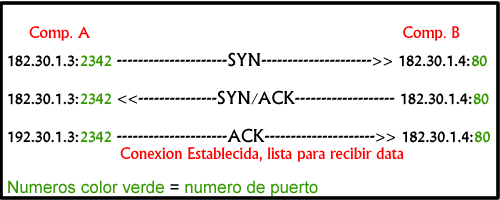 Comp. A Comp. B
182.30.1.3:2342 ----------------------SYN---------------------->> 182.30.1.4:80
182.30.1.3:2342 <<----------------SYN/ACK-------------------- 182.30.1.4:80
192.30.1.3:2342 ----------------------ACK---------------------->> 182.30.1.4:80
Conexion Establecida, lista para recibir data
Numeros color verde = numero de puerto